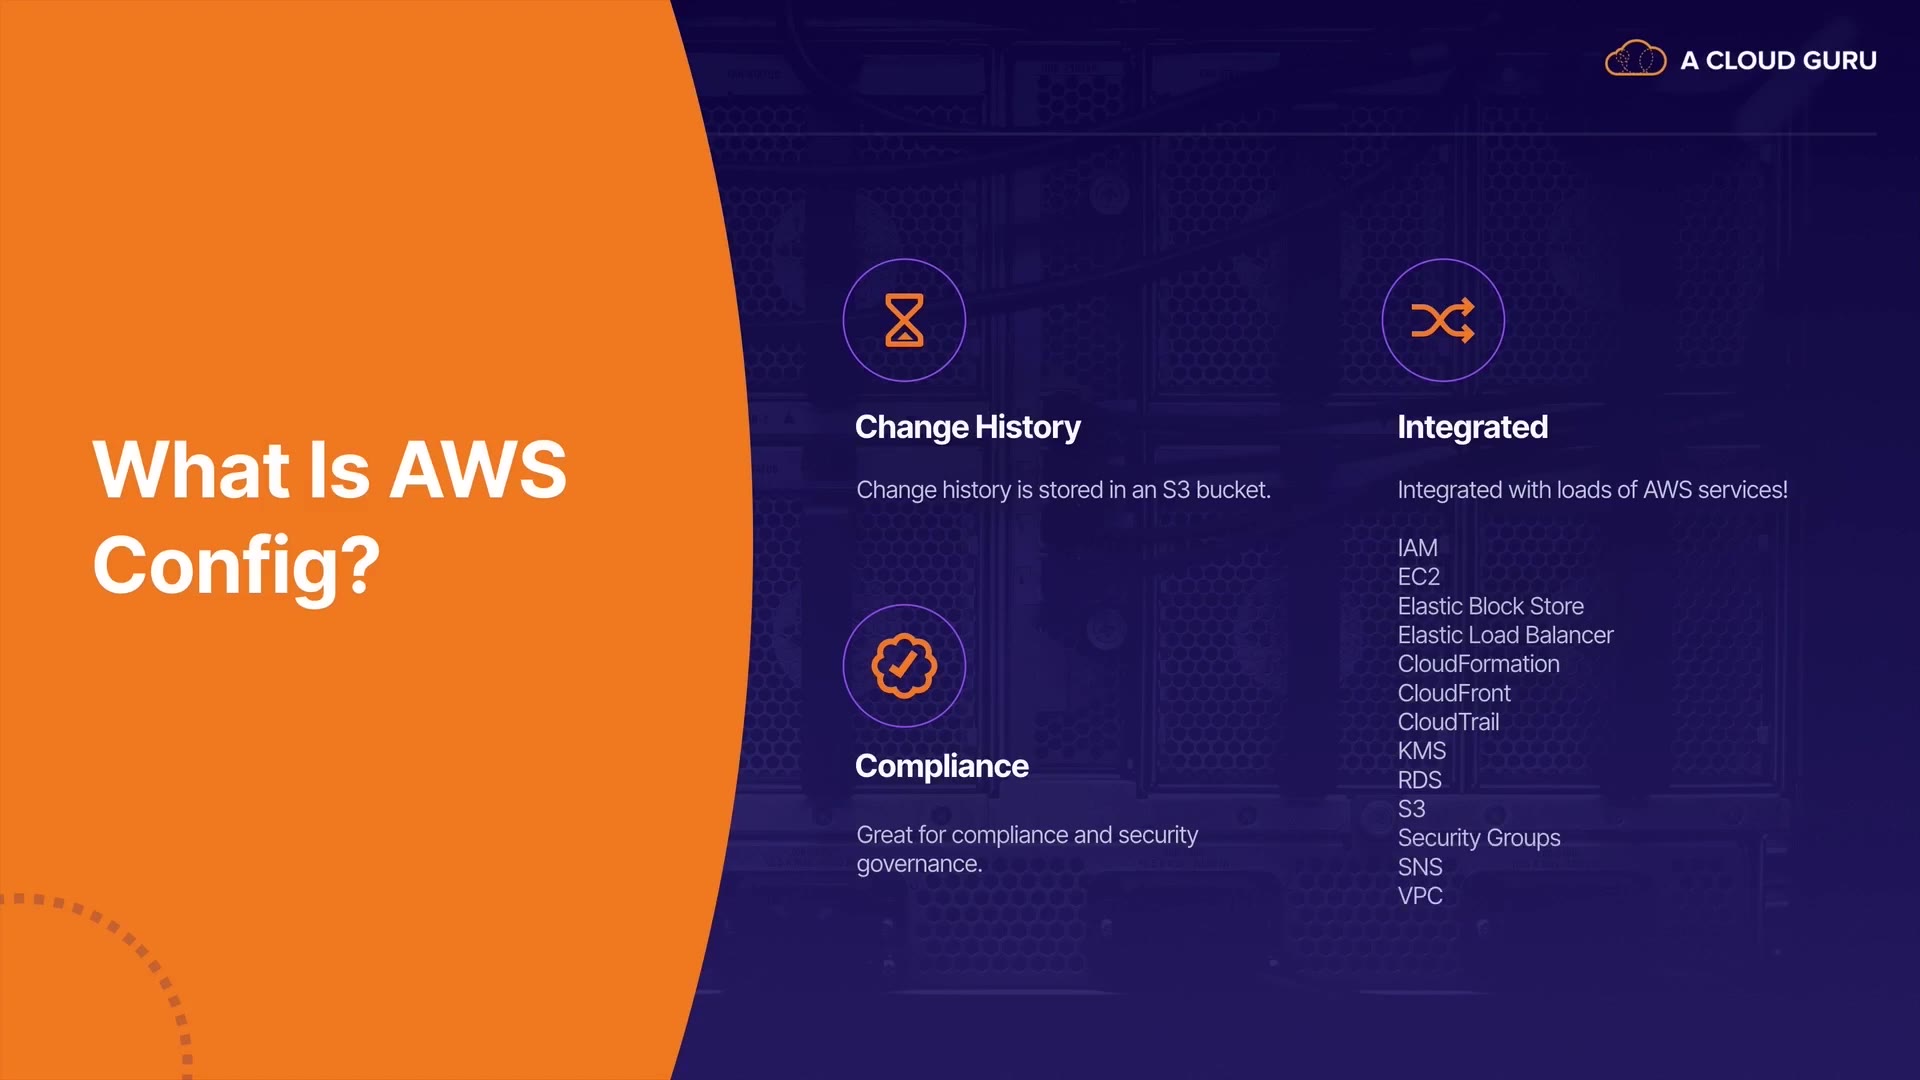 A CLOUD GURU
What Is AWS
Config?
Change History
Change history is stored in an S3 bucket.
Compliance
Great for compliance and security
governance.
Integrated
Integrated with loads of AWS services!
IAM
EC2
Elastic Block Store
Elastic Load Balancer
CloudFormation
CloudFront
CloudTrail
KMS
RDS
S3
Security Groups
SNS
VPC